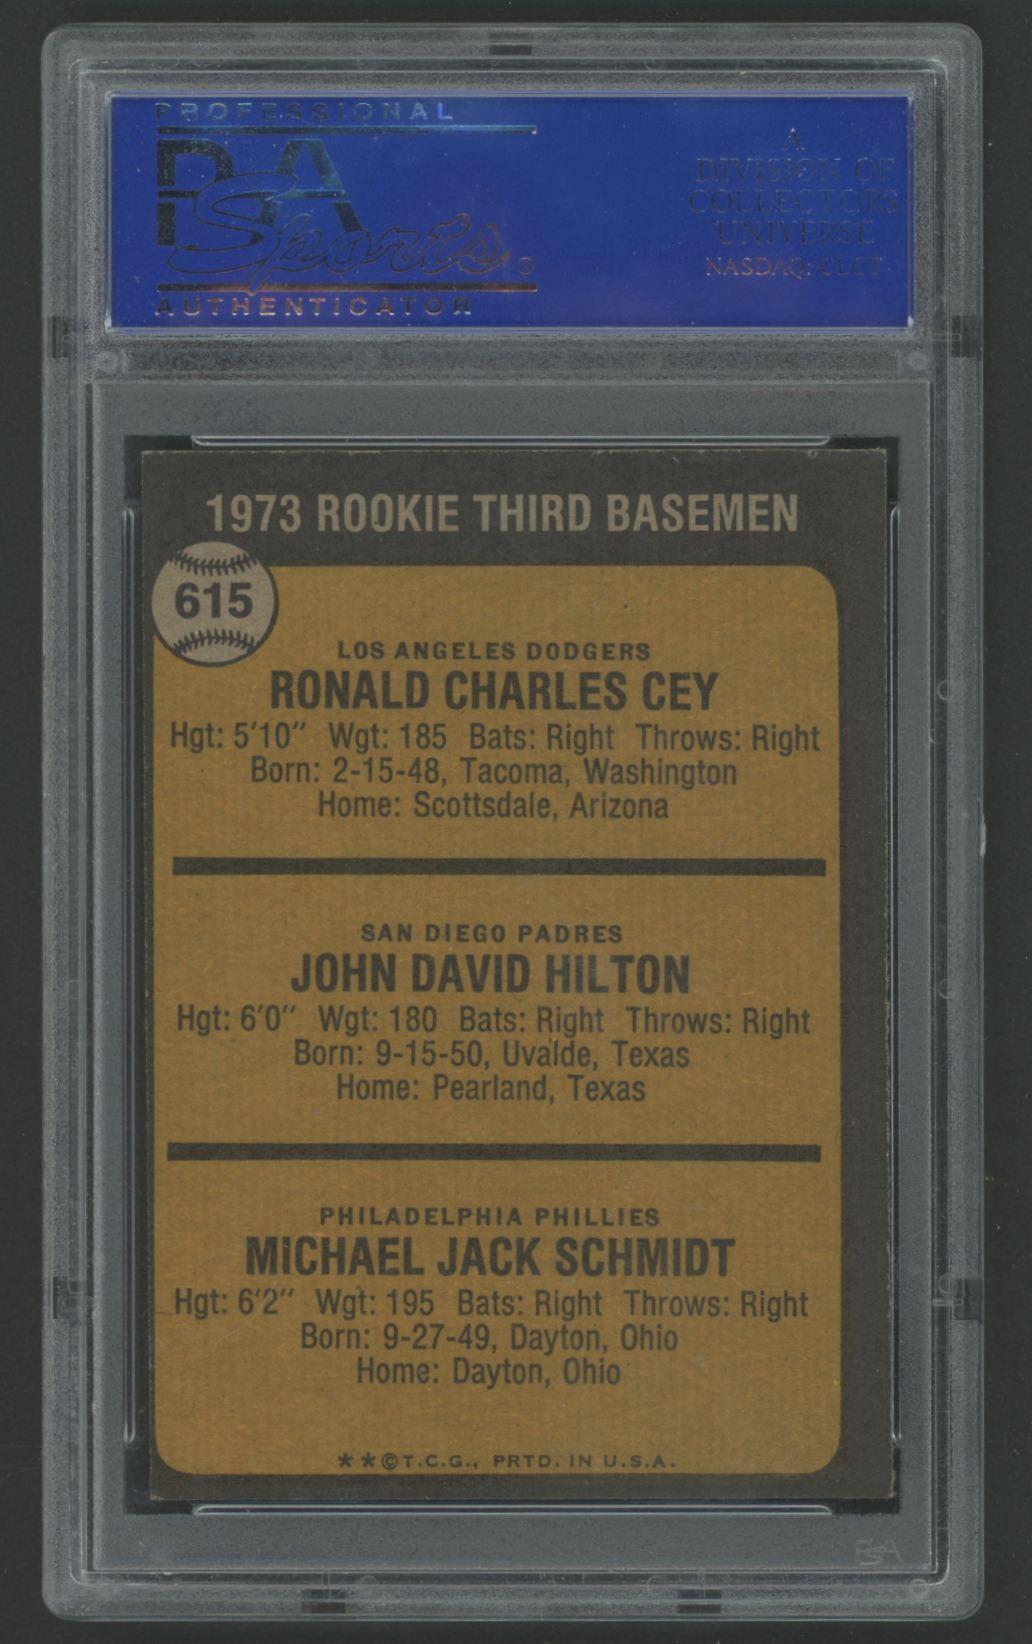 PROFESSIONAL
PSA
Sports®
AUTHENTICATOR
A
DIVISION OF
COLLECTORS
UNIVERSE
NASDAQ: CLCT
1973 ROOKIE THIRD BASEMEN
615
LOS ANGELES DODGERS
RONALD CHARLES CEY
Hgt: 5'10" Wgt: 185 Bats: Right Throws: Right
Born: 2-15-48, Tacoma, Washington
Home: Scottsdale, Arizona
SAN DIEGO PADRES
JOHN DAVID HILTON
Hgt: 6'0" Wgt: 180 Bats: Right Throws: Right
Born: 9-15-50, Uvalde, Texas
Home: Pearland, Texas
PHILADELPHIA PHILLIES
MICHAEL JACK SCHMIDT
Hgt: 6'2" Wgt: 195 Bats: Right Throws: Right
Born: 9-27-49, Dayton, Ohio
Home: Dayton, Ohio
**©T.C.G., PRTD. IN U.S.A.
PSA